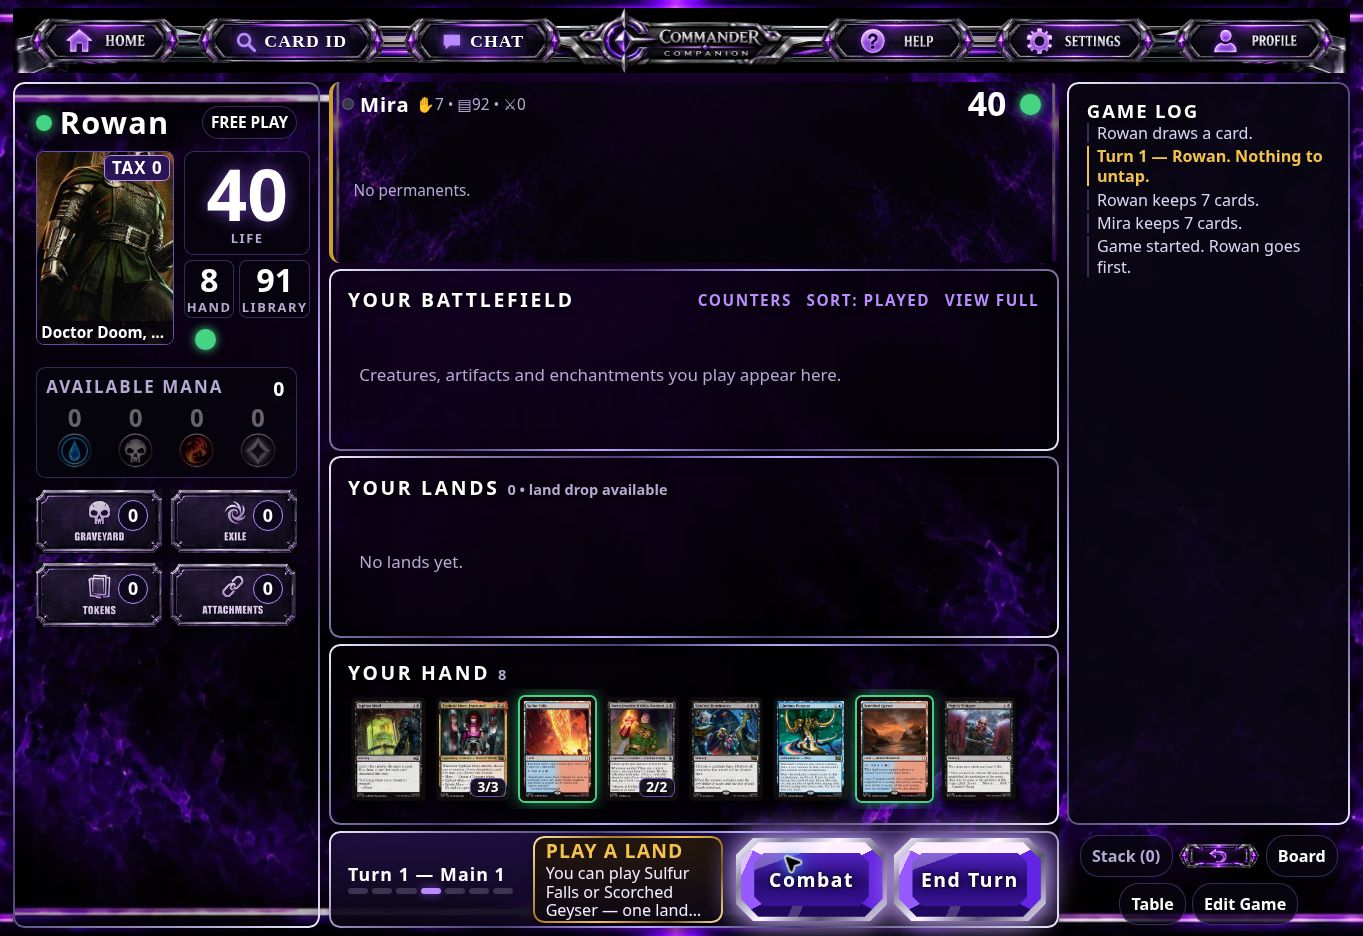 HOME
CARD ID
CHAT
COMMANDER
COMPANION
HELP
SETTINGS
PROFILE
Rowan
FREE PLAY
TAX 0
Doctor Doom, ...
40
LIFE
8
HAND
91
LIBRARY
AVAILABLE MANA
0
0 0 0 0
0
GRAVEYARD
0
EXILE
0
TOKENS
0
ATTACHMENTS
Mira 7 • 92 • 0
40
No permanents.
YOUR BATTLEFIELD
COUNTERS SORT: PLAYED VIEW FULL
Creatures, artifacts and enchantments you play appear here.
YOUR LANDS 0 • land drop available
No lands yet.
YOUR HAND 8
Sulfur Falls
Scorched Geyser
Night's Whisper
3/3
2/2
Turn 1 — Main 1
PLAY A LAND
You can play Sulfur
Falls or Scorched
Geyser — one land...
Combat
End Turn
GAME LOG
Rowan draws a card.
Turn 1 — Rowan. Nothing to
untap.
Rowan keeps 7 cards.
Mira keeps 7 cards.
Game started. Rowan goes
first.
Stack (0)
Board
Table
Edit Game